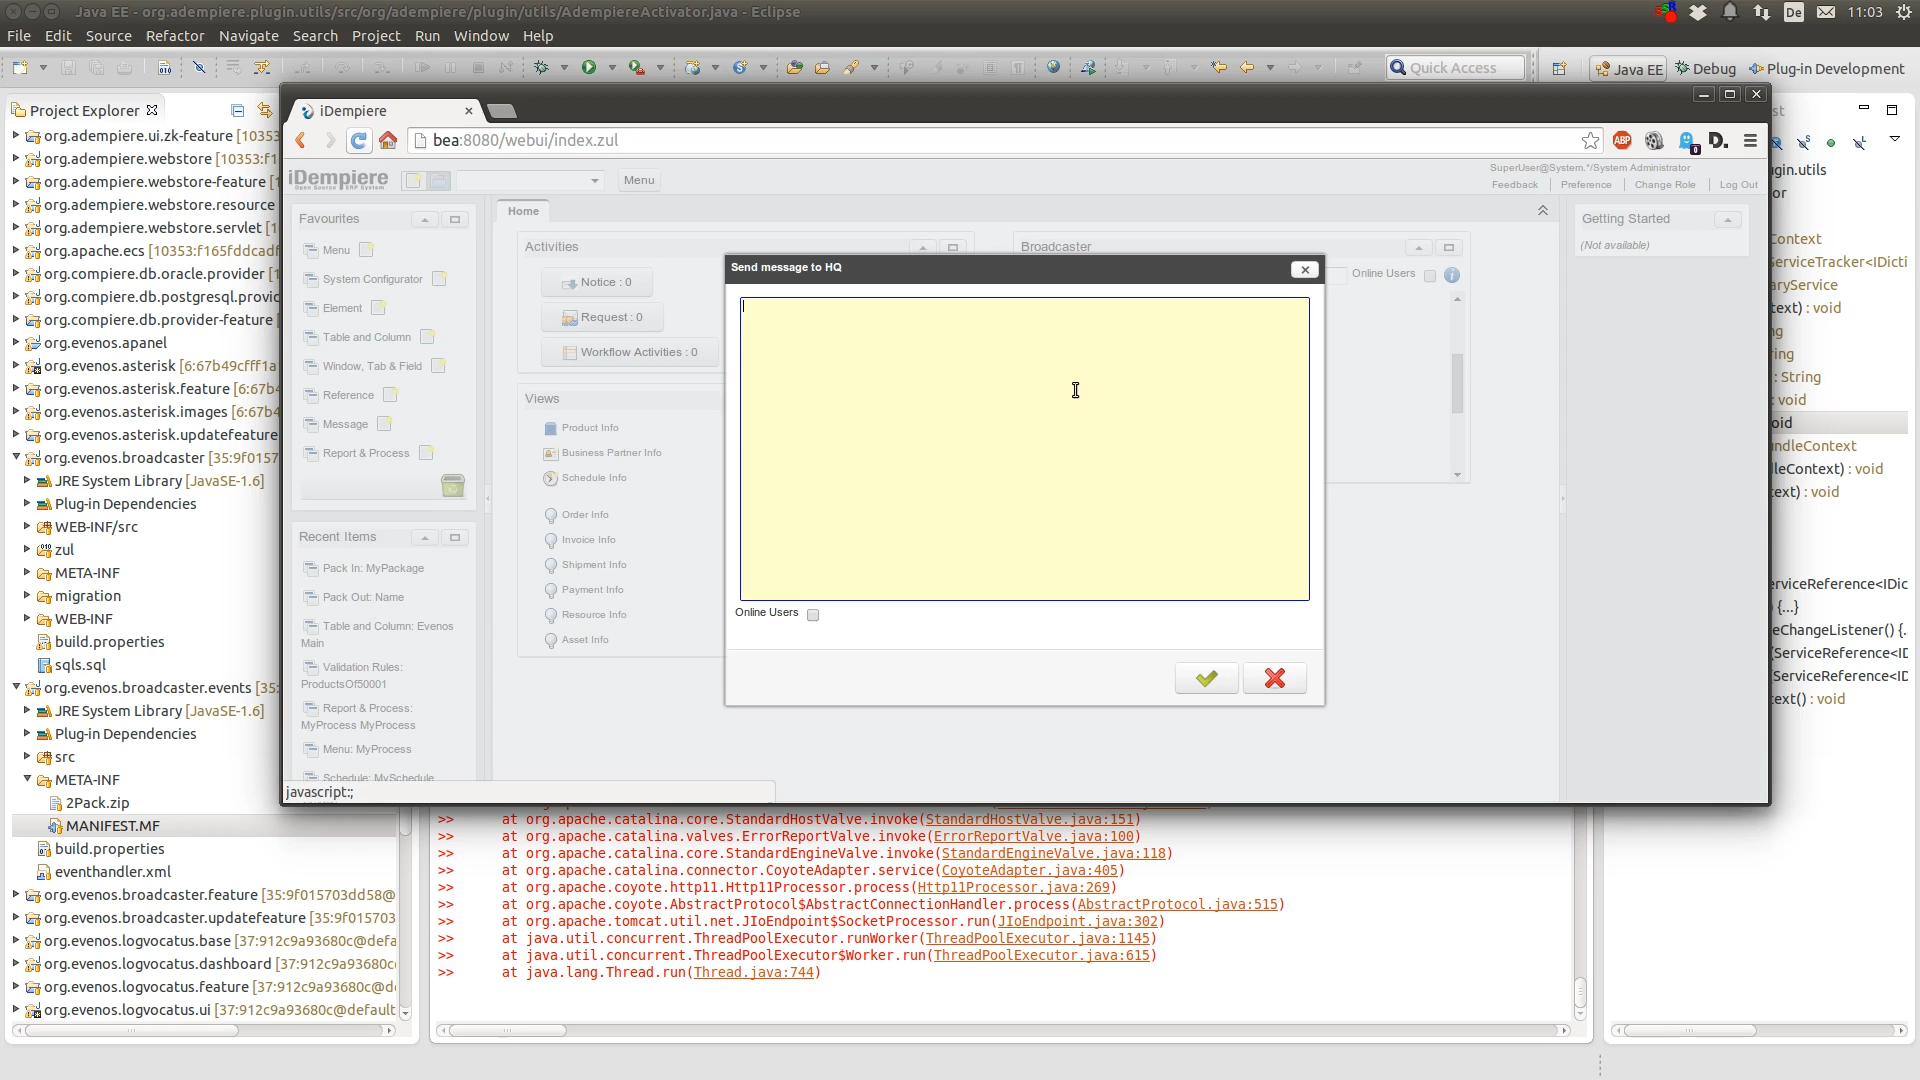 Java EE - org.adempiere.plugin.utils/src/org/adempiere/plugin/utils/AdempiereActivator.java - Eclipse
De
11:03
File Edit Source Refactor Navigate Search Project Run Window Help
Quick Access
Java EE
Debug
Plug-in Development
Project Explorer
org.adempiere.ui.zk-feature [10353
org.adempiere.webstore [10353:f1
org.adempiere.webstore-feature [1
org.adempiere.webstore.resource
org.adempiere.webstore.servlet [1
org.apache.ecs [10353:f165fddcadf
org.compiere.db.oracle.provider [1
org.compiere.db.postgresql.provic
org.compiere.db.provider-feature
org.evenos.apanel
org.evenos.asterisk [6:67b49cfff1a
org.evenos.asterisk.feature [6:67b4
org.evenos.asterisk.images [6:67b4
org.evenos.asterisk.updatefeature
org.evenos.broadcaster [35:9f0157
JRE System Library [JavaSE-1.6]
Plug-in Dependencies
WEB-INF/src
zul
META-INF
migration
WEB-INF
build.properties
sqls.sql
org.evenos.broadcaster.events [35:
JRE System Library [JavaSE-1.6]
Plug-in Dependencies
src
META-INF
2Pack.zip
MANIFEST.MF
build.properties
eventhandler.xml
org.evenos.broadcaster.feature [35:9f015703dd58@
org.evenos.broadcaster.updatefeature [35:9f015703
org.evenos.logvocatus.base [37:912c9a93680c@defa
org.evenos.logvocatus.dashboard [37:912c9a93680c
org.evenos.logvocatus.feature [37:912c9a93680c@d
org.evenos.logvocatus.ui [37:912c9a93680c@default
iDempiere
bea:8080/webui/index.zul
ABP
0
D.
iDempiere
Open Source ERP System
Menu
SuperUser@System.*/System Administrator
Feedback
Preference
Change Role
Log Out
Favourites
Menu
System Configurator
Element
Table and Column
Window, Tab & Field
Reference
Message
Report & Process
Recent Items
Pack In: MyPackage
Pack Out: Name
Table and Column: Evenos
Main
Validation Rules:
ProductsOf50001
Report & Process:
MyProcess MyProcess
Menu: MyProcess
Schedule: MySchedule
javascript:;
Home
Activities
Notice : 0
Request : 0
Workflow Activities : 0
Views
Product Info
Business Partner Info
Schedule Info
Order Info
Invoice Info
Shipment Info
Payment Info
Resource Info
Asset Info
Broadcaster
Online Users
Getting Started
(Not available)
Send message to HQ
Online Users
>> at org.apache.catalina.core.StandardHostValve.invoke(StandardHostValve.java:151)
>> at org.apache.catalina.valves.ErrorReportValve.invoke(ErrorReportValve.java:100)
>> at org.apache.catalina.core.StandardEngineValve.invoke(StandardEngineValve.java:118)
>> at org.apache.catalina.connector.CoyoteAdapter.service(CoyoteAdapter.java:405)
>> at org.apache.coyote.http11.Http11Processor.process(Http11Processor.java:269)
>> at org.apache.coyote.AbstractProtocol$AbstractConnectionHandler.process(AbstractProtocol.java:515)
>> at org.apache.tomcat.util.net.JIoEndpoint$SocketProcessor.run(JIoEndpoint.java:302)
>> at java.util.concurrent.ThreadPoolExecutor.runWorker(ThreadPoolExecutor.java:1145)
>> at java.util.concurrent.ThreadPoolExecutor$Worker.run(ThreadPoolExecutor.java:615)
>> at java.lang.Thread.run(Thread.java:744)
st
gin.utils
or
Context
ServiceTracker<IDicti
aryService
text) : void
ng
ring
: String
: void
oid
undleContext
leContext) : void
ext) : void
erviceReference<IDic
) {...}
eChangeListener() {..
(ServiceReference<ID
ServiceReference<ID
ext() : void